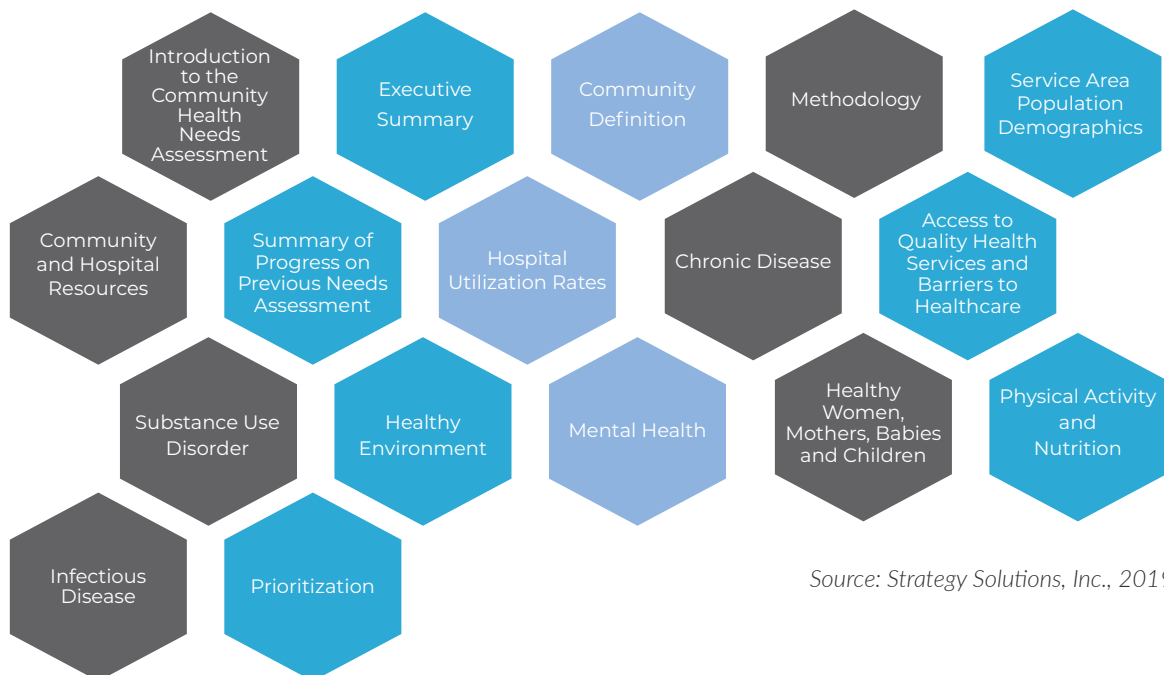 Introduction
to the
Community
Health
Needs
Assessment
Executive
Summary
Community
Definition
Methodology
Service Area
Population
Demographics
Community
and Hospital
Resources
Summary of
Progress on
Previous Needs
Assessment
Hospital
Utilization Rates
Chronic Disease
Access to
Quality Health
Services and
Barriers to
Healthcare
Substance Use
Disorder
Healthy
Environment
Mental Health
Healthy
Women,
Mothers, Babies
and Children
Physical Activity
and
Nutrition
Infectious
Disease
Prioritization
Source: Strategy Solutions, Inc., 2019